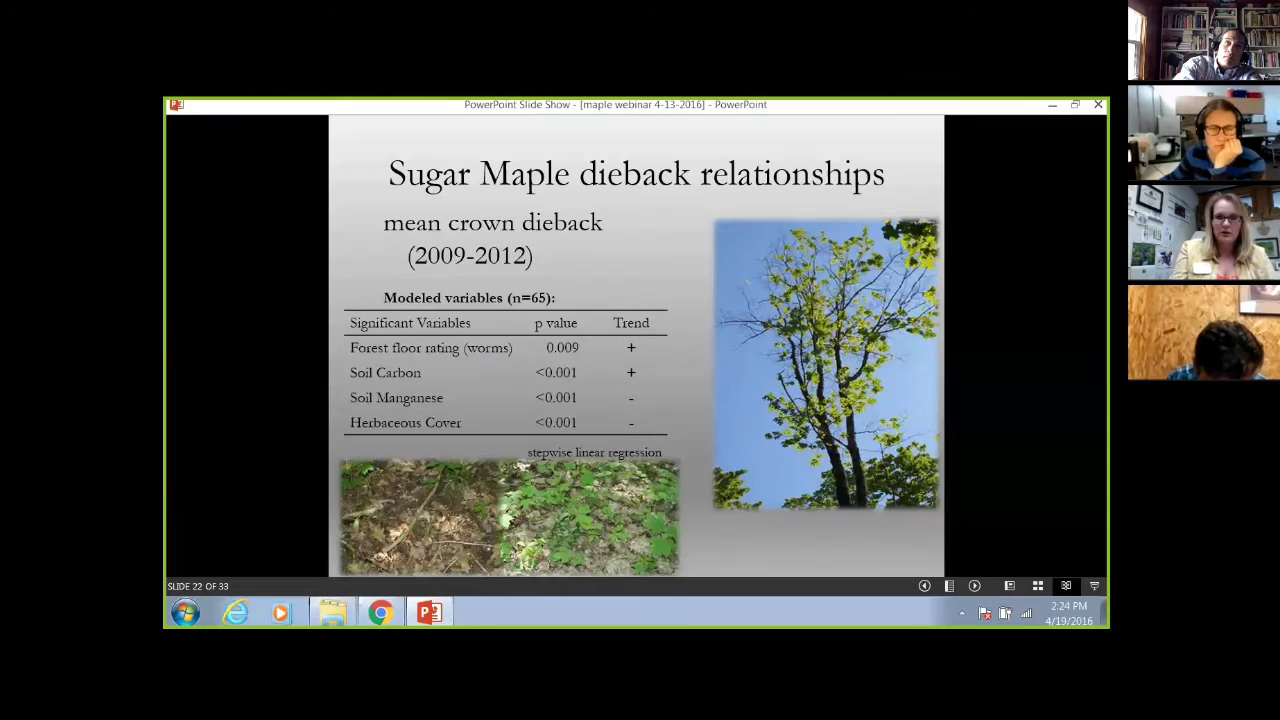 PowerPoint Slide Show - [maple webinar 4-13-2016] - PowerPoint
Sugar Maple dieback relationships
mean crown dieback
(2009-2012)
Modeled variables (n=65):
Significant Variables p value Trend
Forest floor rating (worms) 0.009 +
Soil Carbon <0.001 +
Soil Manganese <0.001 -
Herbaceous Cover <0.001 -
stepwise linear regression
SLIDE 22 OF 33
2:24 PM
4/19/2016